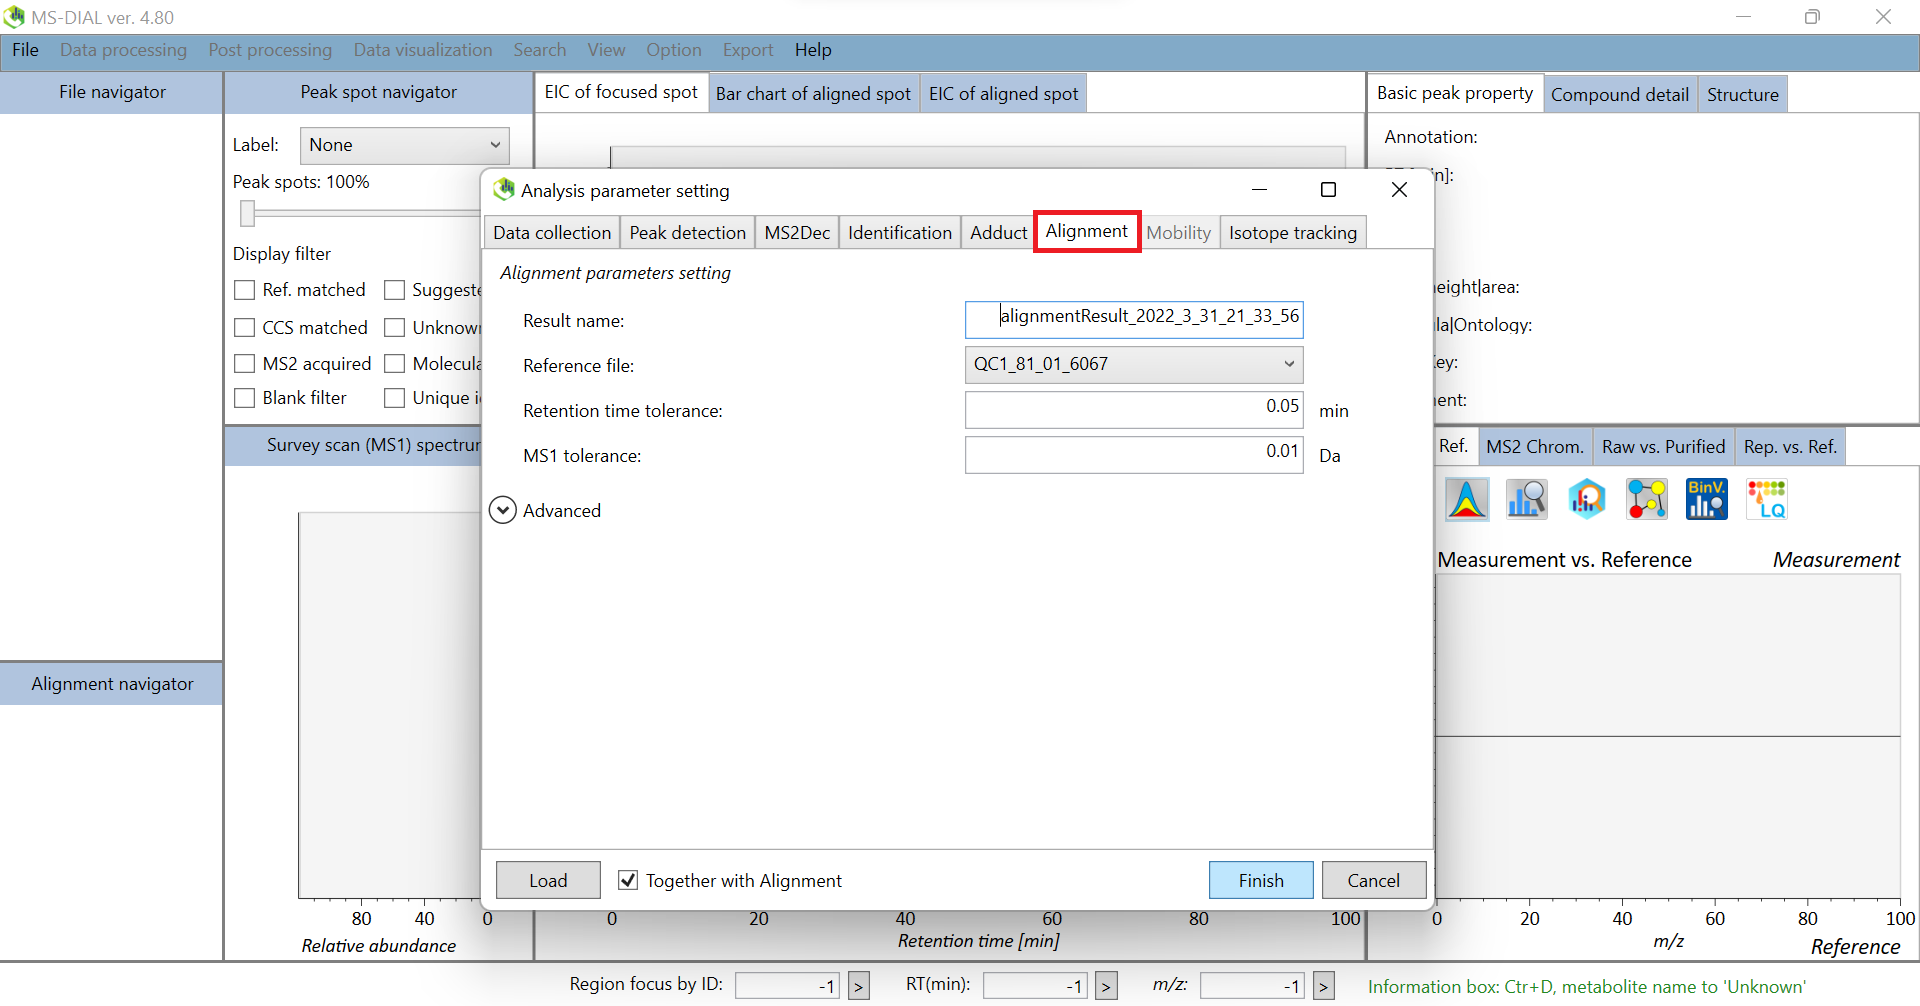 MS-DIAL ver. 4.80
File Data processing Post processing Data visualization Search View Option Export Help
File navigator
Peak spot navigator
EIC of focused spot Bar chart of aligned spot EIC of aligned spot
Basic peak property Compound detail Structure
Label: None
Peak spots: 100%
Display filter
Ref. matched
CCS matched
MS2 acquired
Blank filter
Unique
Annotation:
Analysis parameter setting
Data collection Peak detection MS2Dec Identification Adduct Alignment Mobility Isotope tracking
Alignment parameters setting
Result name: alignmentResult_2022_3_31_21_33_56
Reference file: QC1_81_01_6067
Retention time tolerance: 0.05 min
MS1 tolerance: 0.01 Da
Advanced
Load Together with Alignment Finish Cancel
|area:
|Ontology:
Survey scan (MS1)
Ref. MS2 Chrom. Raw vs. Purified Rep. vs. Ref.
BinV.
LQ
Measurement vs. Reference Measurement
Alignment navigator
80 40 0
Relative abundance
0 20 40 60 80 100
Retention time [min]
0 20 40 60 80 100
m/z
Reference
Region focus by ID: -1 > RT(min): -1 > m/z: -1 >
Information box: Ctr+D, metabolite name to 'Unknown'